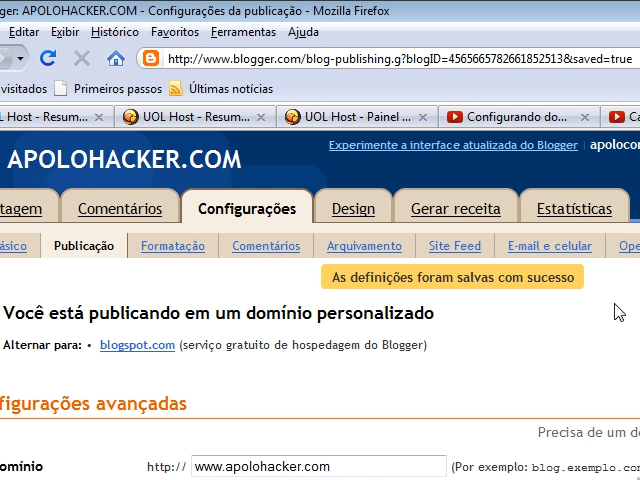 ger: APOLOHACKER.COM - Configurações da publicação - Mozilla Firefox
Editar Exibir Histórico Favoritos Ferramentas Ajuda
http://www.blogger.com/blog-publishing.g?blogID=4565665782661852513&saved=true
visitados Primeiros passos Últimas notícias
L Host - Resum... UOL Host - Resum... UOL Host - Painel ... Configurando do... Ca
APOLOHACKER.COM
Experimente a interface atualizada do Blogger apolocor
tagem Comentários Configurações Design Gerar receita Estatísticas
ásico Publicação Formatação Comentários Arquivamento Site Feed E-mail e celular Ope
As definições foram salvas com sucesso
Você está publicando em um domínio personalizado
Alternar para: • blogspot.com (serviço gratuito de hospedagem do Blogger)
figurações avançadas
Precisa de um d
omínio http:// www.apolohacker.com (Por exemplo: blog.exemplo.com